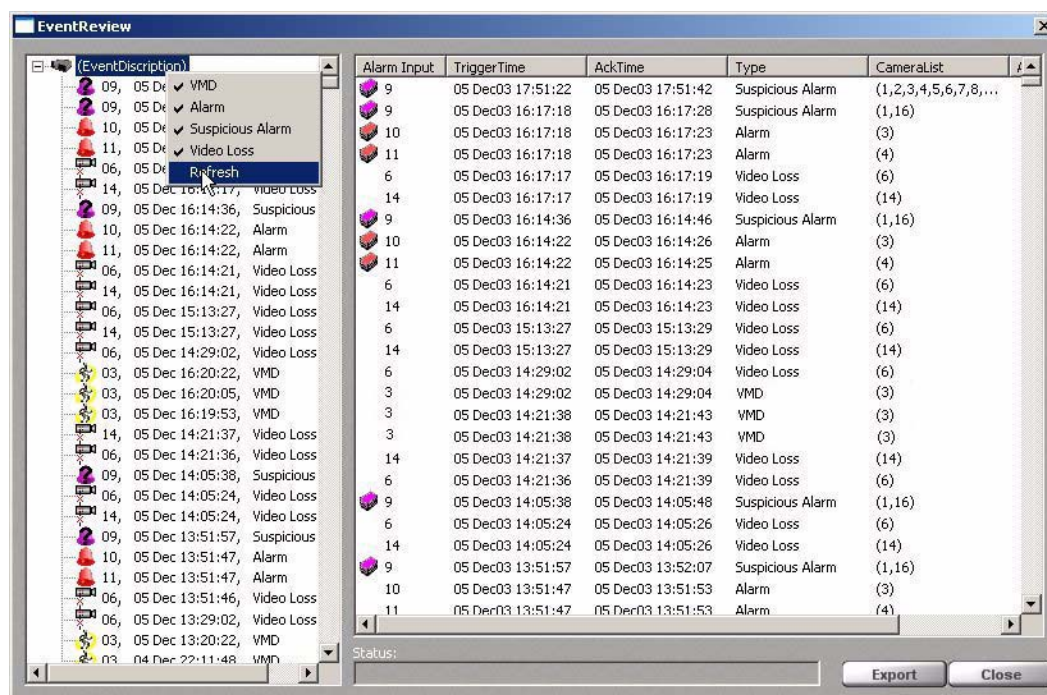 EventReview
(EventDiscription)
09, 05 De
09, 05 De
10, 05 De
11, 05 De
06, 05 De
14, 05 Dec 16:17:17, Video Loss
09, 05 Dec 16:14:36, Suspicious
10, 05 Dec 16:14:22, Alarm
11, 05 Dec 16:14:22, Alarm
06, 05 Dec 16:14:21, Video Loss
14, 05 Dec 16:14:21, Video Loss
06, 05 Dec 15:13:27, Video Loss
14, 05 Dec 15:13:27, Video Loss
06, 05 Dec 14:29:02, Video Loss
03, 05 Dec 16:20:22, VMD
03, 05 Dec 16:20:05, VMD
03, 05 Dec 16:19:53, VMD
14, 05 Dec 14:21:37, Video Loss
06, 05 Dec 14:21:36, Video Loss
09, 05 Dec 14:05:38, Suspicious
06, 05 Dec 14:05:24, Video Loss
14, 05 Dec 14:05:24, Video Loss
09, 05 Dec 13:51:57, Suspicious
10, 05 Dec 13:51:47, Alarm
11, 05 Dec 13:51:47, Alarm
06, 05 Dec 13:51:46, Video Loss
06, 05 Dec 13:29:02, Video Loss
03, 05 Dec 13:20:22, VMD
03, 04 Dec 22:11:48, VMD
VMD
Alarm
Suspicious Alarm
Video Loss
Refresh
Alarm Input TriggerTime AckTime Type CameraList
9 05 Dec03 17:51:22 05 Dec03 17:51:42 Suspicious Alarm (1,2,3,4,5,6,7,8,...
9 05 Dec03 16:17:18 05 Dec03 16:17:28 Suspicious Alarm (1,16)
10 05 Dec03 16:17:18 05 Dec03 16:17:23 Alarm (3)
11 05 Dec03 16:17:18 05 Dec03 16:17:23 Alarm (4)
6 05 Dec03 16:17:17 05 Dec03 16:17:19 Video Loss (6)
14 05 Dec03 16:17:17 05 Dec03 16:17:19 Video Loss (14)
9 05 Dec03 16:14:36 05 Dec03 16:14:46 Suspicious Alarm (1,16)
10 05 Dec03 16:14:22 05 Dec03 16:14:26 Alarm (3)
11 05 Dec03 16:14:22 05 Dec03 16:14:25 Alarm (4)
6 05 Dec03 16:14:21 05 Dec03 16:14:23 Video Loss (6)
14 05 Dec03 16:14:21 05 Dec03 16:14:23 Video Loss (14)
6 05 Dec03 15:13:27 05 Dec03 15:13:29 Video Loss (6)
14 05 Dec03 15:13:27 05 Dec03 15:13:29 Video Loss (14)
6 05 Dec03 14:29:02 05 Dec03 14:29:04 Video Loss (6)
3 05 Dec03 14:29:02 05 Dec03 14:29:04 VMD (3)
3 05 Dec03 14:21:38 05 Dec03 14:21:43 VMD (3)
3 05 Dec03 14:21:38 05 Dec03 14:21:43 VMD (3)
14 05 Dec03 14:21:37 05 Dec03 14:21:39 Video Loss (14)
6 05 Dec03 14:21:36 05 Dec03 14:21:39 Video Loss (6)
9 05 Dec03 14:05:38 05 Dec03 14:05:48 Suspicious Alarm (1,16)
6 05 Dec03 14:05:24 05 Dec03 14:05:26 Video Loss (6)
14 05 Dec03 14:05:24 05 Dec03 14:05:26 Video Loss (14)
9 05 Dec03 13:51:57 05 Dec03 13:52:07 Suspicious Alarm (1,16)
10 05 Dec03 13:51:47 05 Dec03 13:51:53 Alarm (3)
11 05 Dec03 13:51:47 05 Dec03 13:51:53 Alarm (4)
Status:
Export
Close